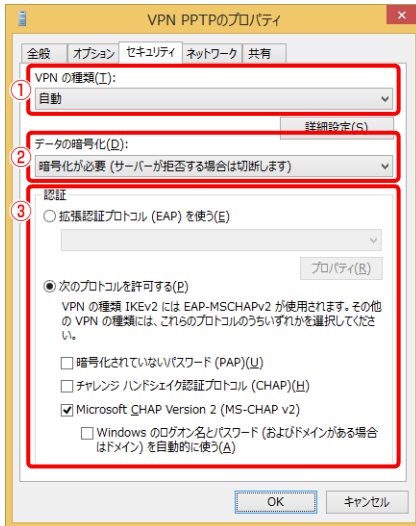 VPN PPTPのプロパティ
全般 オプション セキュリティ ネットワーク 共有
① VPN の種類(T):
自動
詳細設定(S)
② データの暗号化(D):
暗号化が必要 (サーバーが拒否する場合は切断します)
③ 認証
拡張認証プロトコル (EAP) を使う(E)
プロパティ(R)
次のプロトコルを許可する(P)
VPN の種類 IKEv2 には EAP-MSCHAPv2 が使用されます。その他
の VPN の種類には、これらのプロトコルのうちいずれかを選択してくださ
い。
暗号化されていないパスワード (PAP)(U)
チャレンジ ハンドシェイク認証プロトコル (CHAP)(H)
Microsoft CHAP Version 2 (MS-CHAP v2)
Windows のログオン名とパスワード (およびドメインがある場合
はドメイン) を自動的に使う(A)
OK キャンセル